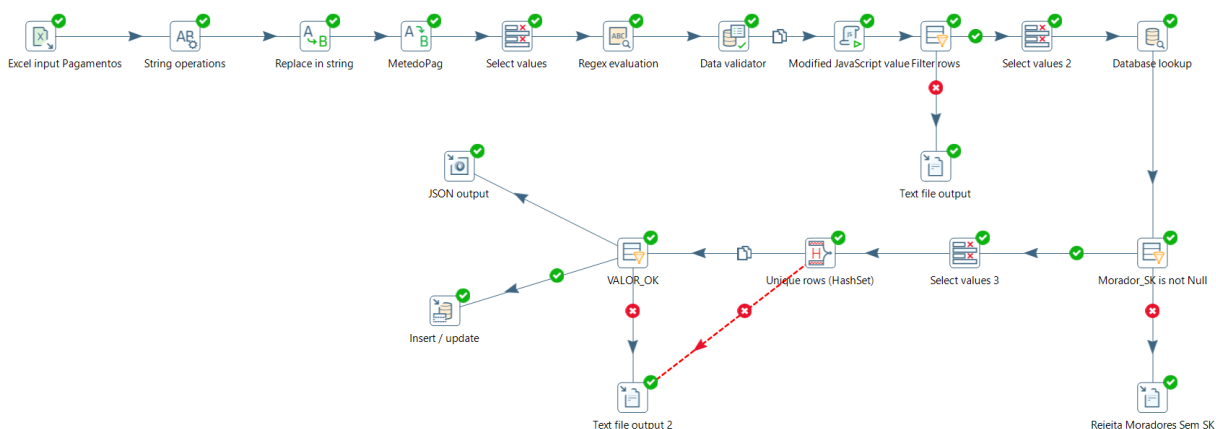 Excel input Pagamentos
String operations
Replace in string
MetedoPag
Select values
Regex evaluation
Data validator
Modified JavaScript value
Filter rows
Select values 2
Database lookup
Text file output
JSON output
VALOR_OK
Unique rows (HashSet)
Select values 3
Morador_SK is not Null
Insert / update
Text file output 2
Rejeita Moradores Sem SK